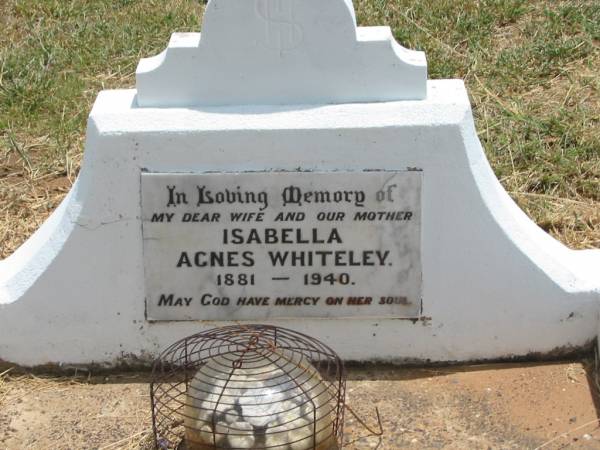 In Loving Memory of
MY DEAR WIFE AND OUR MOTHER
ISABELLA
AGNES WHITELEY.
1881 — 1940.
MAY GOD HAVE MERCY ON HER SOUL.